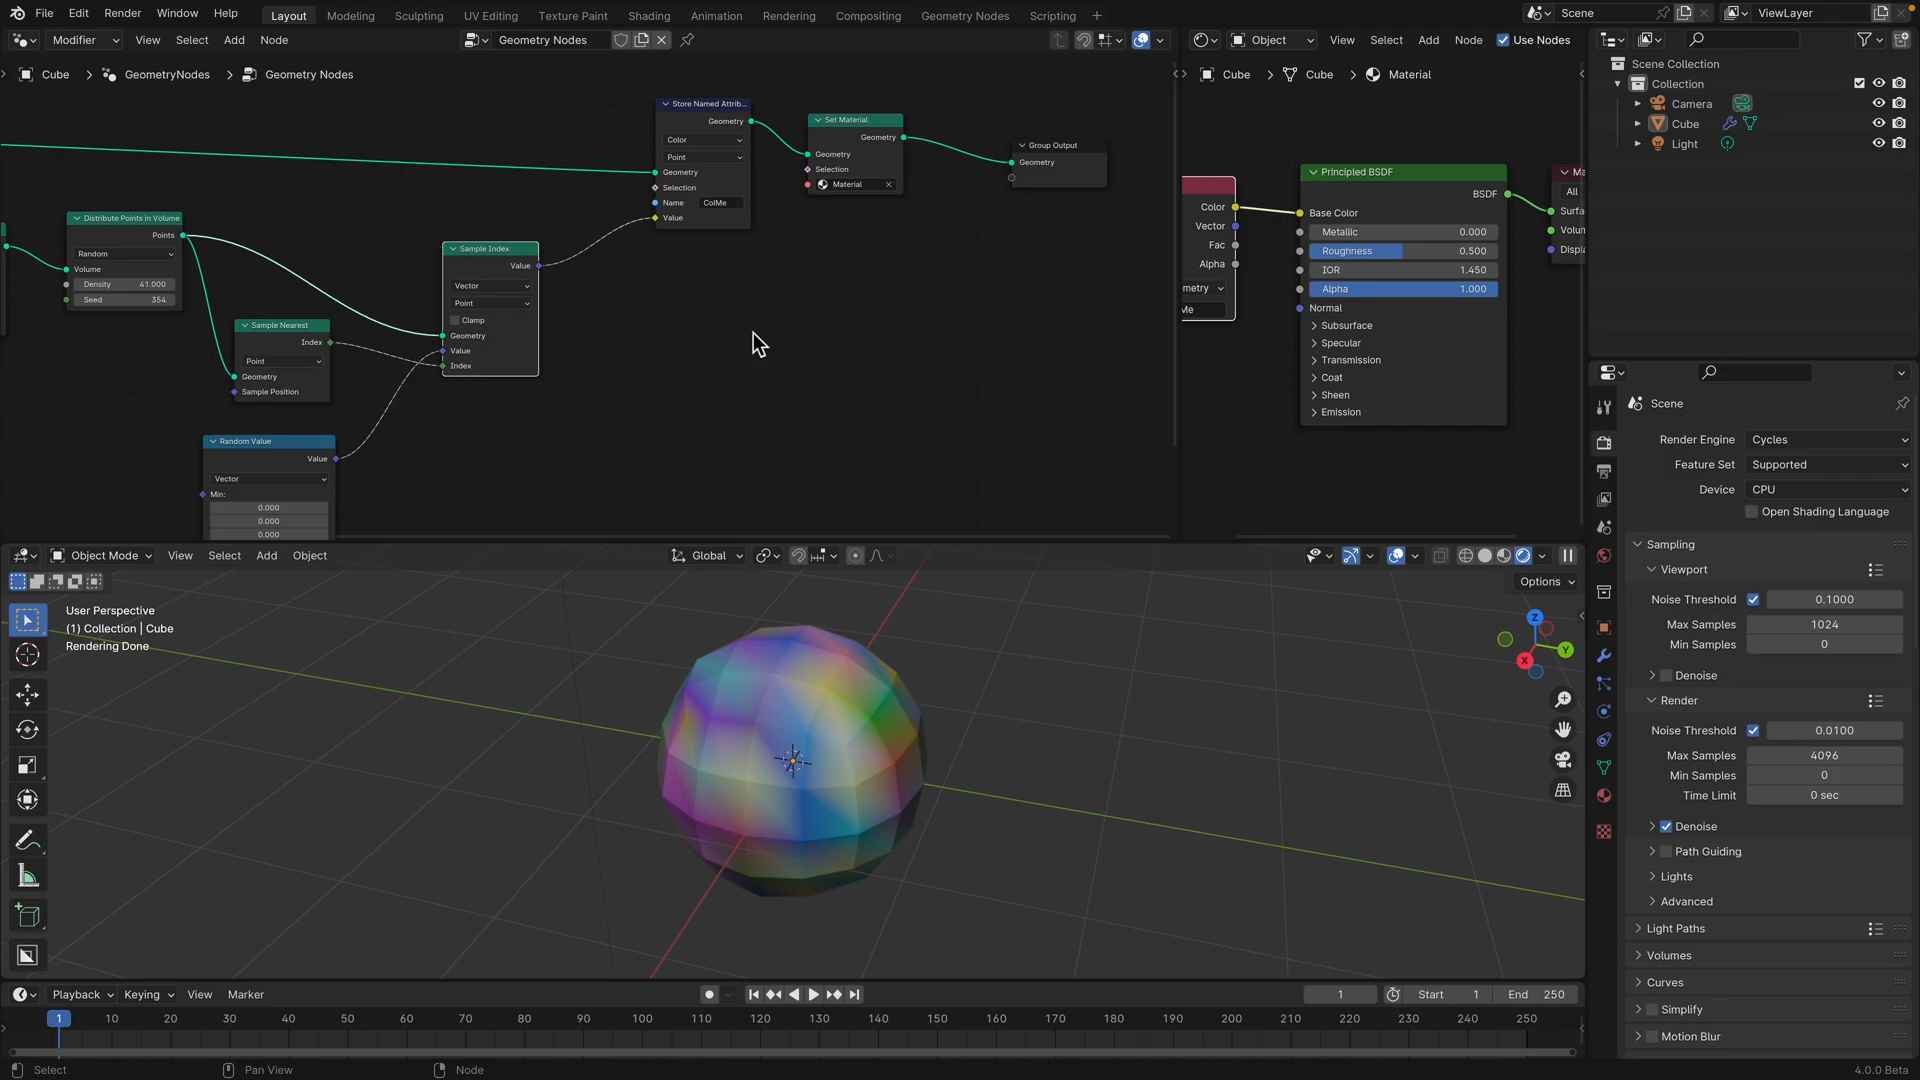 File Edit Render Window Help
Layout Modeling Sculpting UV Editing Texture Paint Shading Animation Rendering Compositing Geometry Nodes Scripting
Scene
ViewLayer
Modifier View Select Add Node
Geometry Nodes
Object View Select Add Node Use Nodes
Cube GeometryNodes Geometry Nodes
Cube Cube Material
Scene Collection
Collection
Camera
Cube
Light
Distribute Points in Volume
Points
Random
Volume
Density 41.000
Seed 354
Sample Nearest
Index
Point
Geometry
Sample Position
Random Value
Value
Vector
Min:
0.000
0.000
0.000
Sample Index
Value
Vector
Point
Clamp
Geometry
Value
Index
Store Named Attrib...
Geometry
Color
Point
Geometry
Selection
Name ColMe
Value
Set Material
Geometry
Geometry
Selection
Material
Group Output
Geometry
Color
Vector
Fac
Alpha
metry
Me
Principled BSDF
BSDF
Base Color
Metallic 0.000
Roughness 0.500
IOR 1.450
Alpha 1.000
Normal
Subsurface
Specular
Transmission
Coat
Sheen
Emission
Ma
All
Surfa
Volum
Displ
Scene
Render Engine Cycles
Feature Set Supported
Device CPU
Open Shading Language
Sampling
Viewport
Noise Threshold 0.1000
Max Samples 1024
Min Samples 0
Denoise
Render
Noise Threshold 0.0100
Max Samples 4096
Min Samples 0
Time Limit 0 sec
Denoise
Path Guiding
Lights
Advanced
Light Paths
Volumes
Curves
Simplify
Motion Blur
Object Mode View Select Add Object
Global
Options
User Perspective
(1) Collection | Cube
Rendering Done
Z
Y
X
Playback Keying View Marker
1
Start 1
End 250
1 10 20 30 40 50 60 70 80 90 100 110 120 130 140 150 160 170 180 190 200 210 220 230 240 250
Select
Pan View
Node
4.0.0 Beta